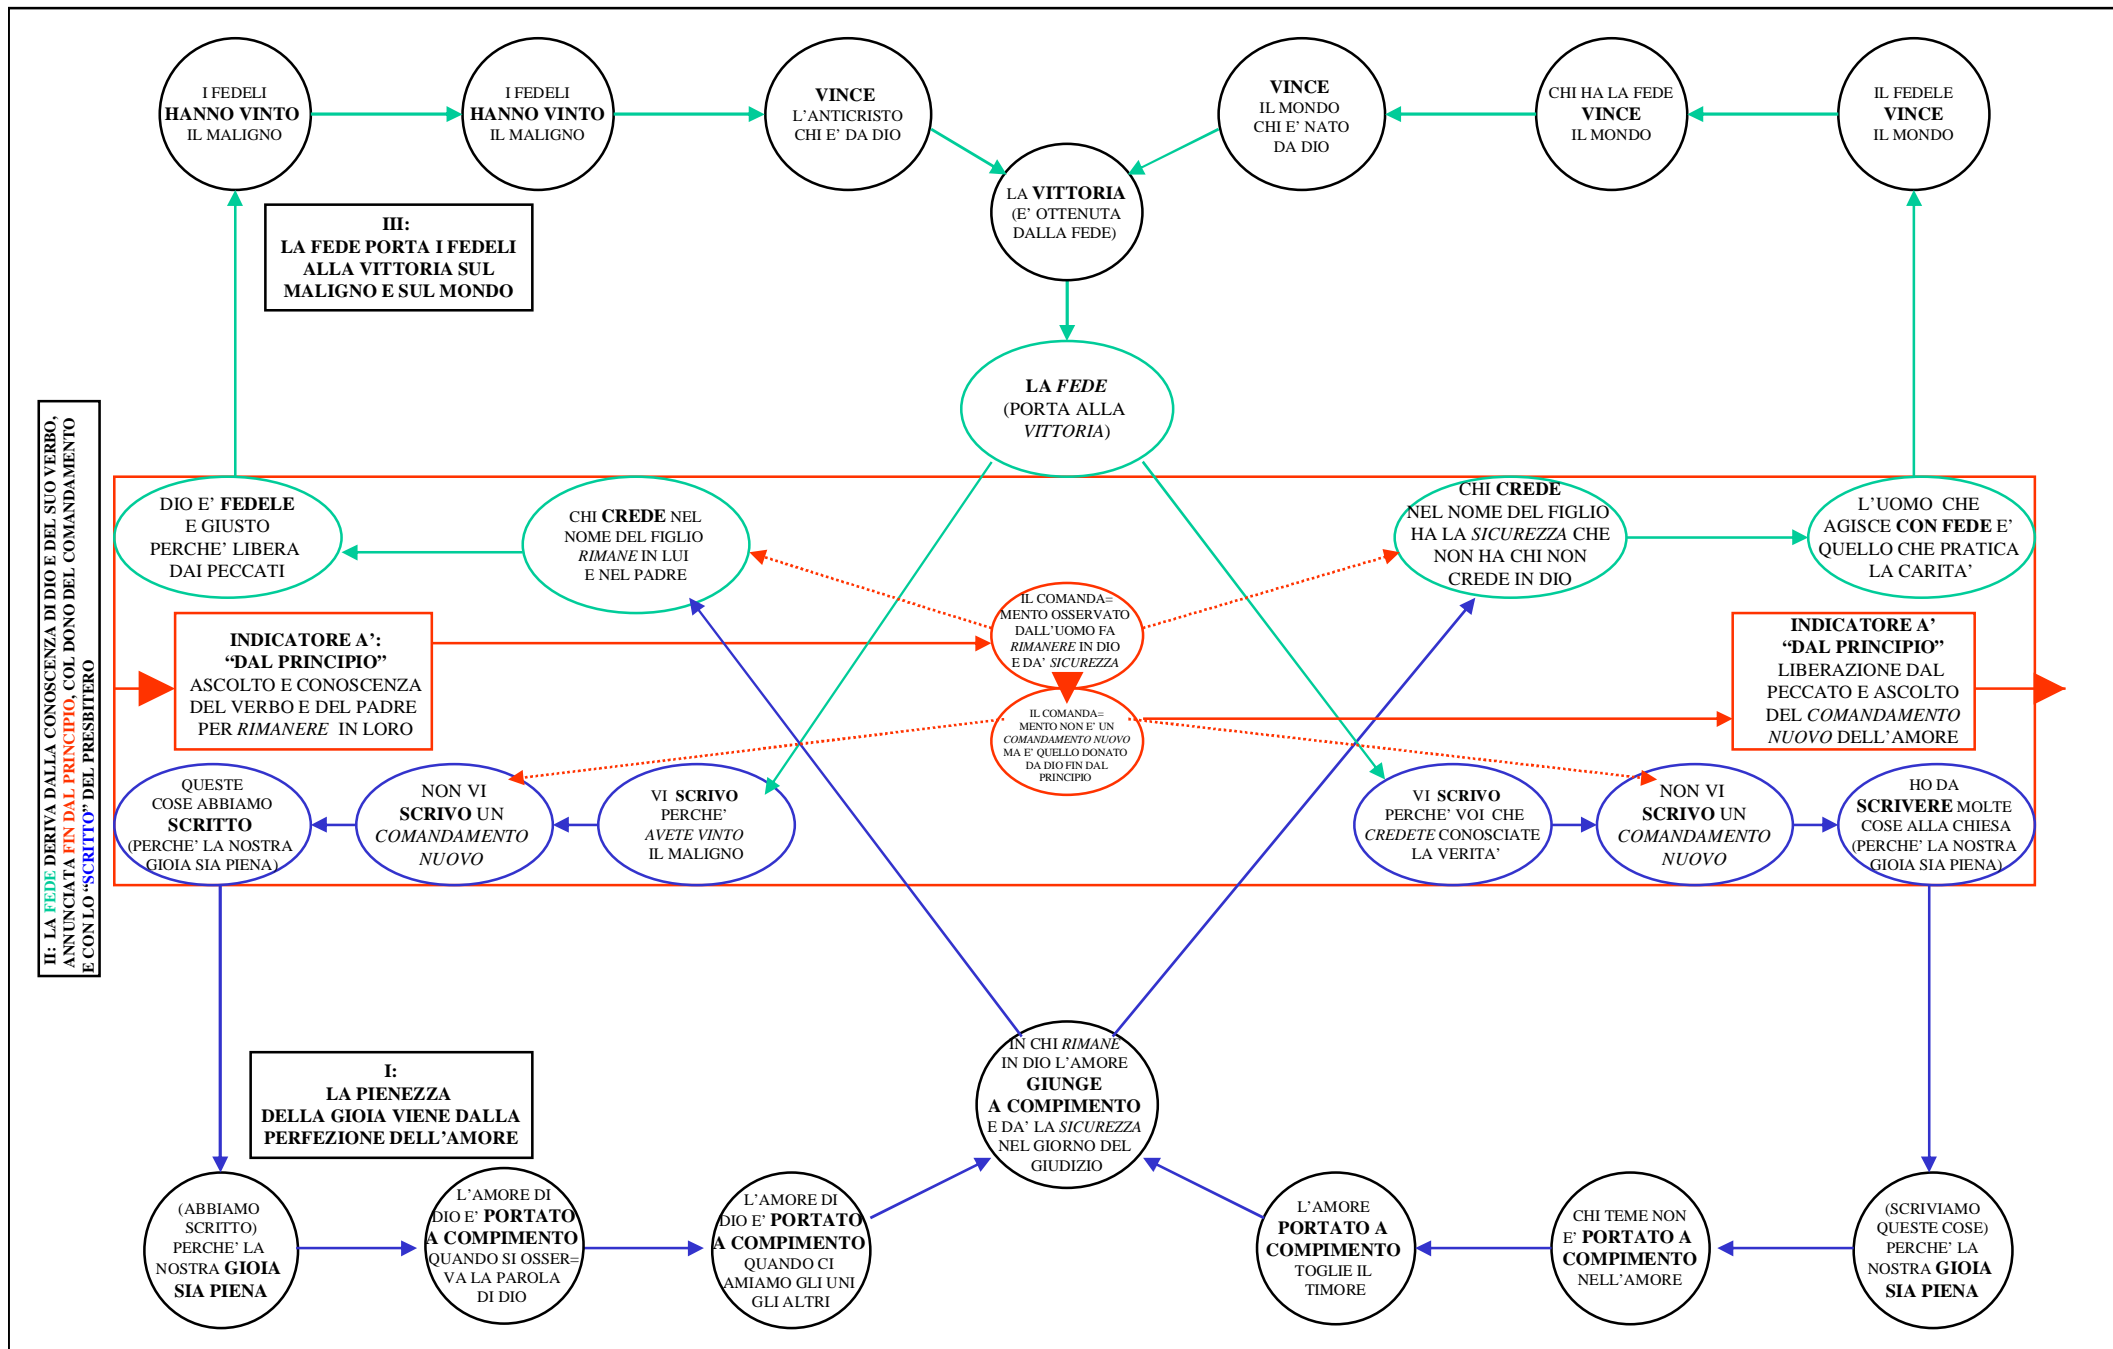 I FEDELI
HANNO VINTO
IL MALIGNO
I FEDELI
HANNO VINTO
IL MALIGNO
VINCE
L'ANTICRISTO
CHI E' DA DIO
VINCE
IL MONDO
CHI E' NATO
DA DIO
CHI HA LA FEDE
VINCE
IL MONDO
IL FEDELE
VINCE
IL MONDO
LA VITTORIA
(E' OTTENUTA
DALLA FEDE)
III:
LA FEDE PORTA I FEDELI
ALLA VITTORIA SUL
MALIGNO E SUL MONDO
LA FEDE
(PORTA ALLA
VITTORIA)
II: LA FEDE DERIVA DALLA CONOSCENZA DI DIO E DEL SUO VERBO,
ANNUNCIATA FIN DAL PRINCIPIO, COL DONO DEL COMANDAMENTO
E CON LO “SCRITTO” DEL PRESBITERO
DIO E' FEDELE
E GIUSTO
PERCHE' LIBERA
DAI PECCATI
CHI CREDE NEL
NOME DEL FIGLIO
RIMANE IN LUI
E NEL PADRE
CHI CREDE
NEL NOME DEL FIGLIO
HA LA SICUREZZA CHE
NON HA CHI NON
CREDE IN DIO
L'UOMO CHE
AGISCE CON FEDE E'
QUELLO CHE PRATICA
LA CARITA'
IL COMANDA=
MENTO OSSERVATO
DALL'UOMO FA
RIMANERE IN DIO
E DA' SICUREZZA
INDICATORE A':
“DAL PRINCIPIO”
ASCOLTO E CONOSCENZA
DEL VERBO E DEL PADRE
PER RIMANERE IN LORO
INDICATORE A'
“DAL PRINCIPIO”
LIBERAZIONE DAL
PECCATO E ASCOLTO
DEL COMANDAMENTO
NUOVO DELL'AMORE
IL COMANDA=
MENTO NON E' UN
COMANDAMENTO NUOVO
MA E' QUELLO DONATO
DA DIO FIN DAL
PRINCIPIO
QUESTE
COSE ABBIAMO
SCRITTO
(PERCHE' LA NOSTRA
GIOIA SIA PIENA)
NON VI
SCRIVO UN
COMANDAMENTO
NUOVO
VI SCRIVO
PERCHE'
AVETE VINTO
IL MALIGNO
VI SCRIVO
PERCHE' VOI CHE
CREDETE CONOSCIATE
LA VERITA'
NON VI
SCRIVO UN
COMANDAMENTO
NUOVO
HO DA
SCRIVERE MOLTE
COSE ALLA CHIESA
(PERCHE' LA NOSTRA
GIOIA SIA PIENA)
IN CHI RIMANE
IN DIO L'AMORE
GIUNGE
A COMPIMENTO
E DA' LA SICUREZZA
NEL GIORNO DEL
GIUDIZIO
I:
LA PIENEZZA
DELLA GIOIA VIENE DALLA
PERFEZIONE DELL'AMORE
(ABBIAMO
SCRITTO)
PERCHE' LA
NOSTRA GIOIA
SIA PIENA
L'AMORE DI
DIO E' PORTATO
A COMPIMENTO
QUANDO SI OSSER=
VA LA PAROLA
DI DIO
L'AMORE DI
DIO E' PORTATO
A COMPIMENTO
QUANDO CI
AMIAMO GLI UNI
GLI ALTRI
L'AMORE
PORTATO A
COMPIMENTO
TOGLIE IL
TIMORE
CHI TEME NON
E' PORTATO A
COMPIMENTO
NELL'AMORE
(SCRIVIAMO
QUESTE COSE)
PERCHE' LA
NOSTRA GIOIA
SIA PIENA